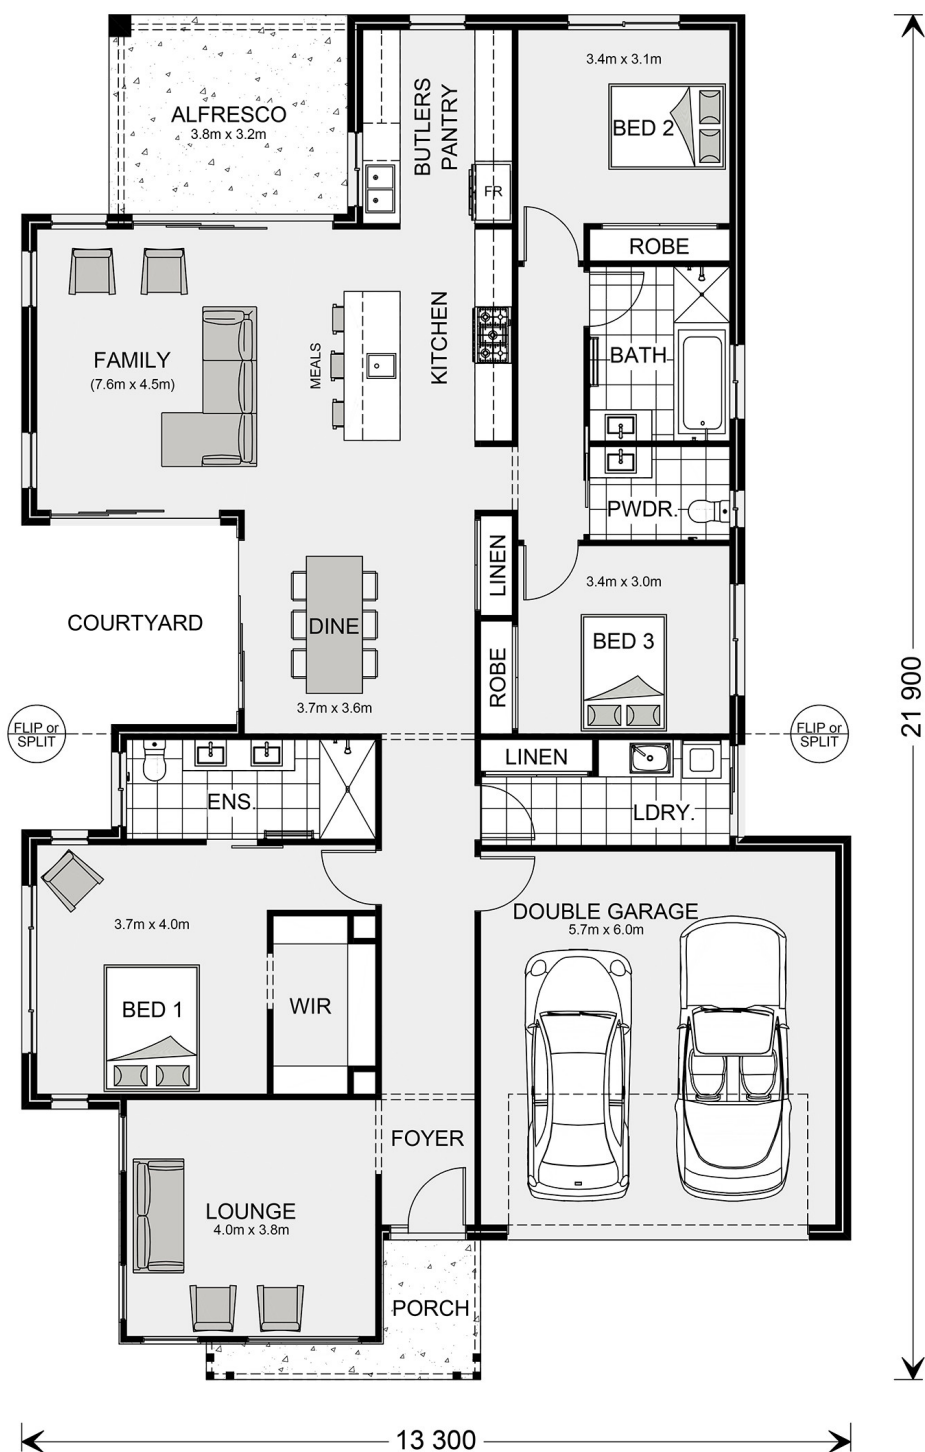 3.4m x 3.1m
ALFRESCO
3.8m x 3.2m
BUTLERS
PANTRY
BED 2
FR
ROBE
FAMILY
(7.6m x 4.5m)
MEALS
KITCHEN
BATH
PWDR.
LINEN
3.4m x 3.0m
COURTYARD
DINE
BED 3
ROBE
3.7m x 3.6m
21 900
FLIP or
SPLIT
FLIP or
SPLIT
LINEN
ENS.
LDRY.
3.7m x 4.0m
DOUBLE GARAGE
5.7m x 6.0m
BED 1
WIR
FOYER
LOUNGE
4.0m x 3.8m
PORCH
13 300